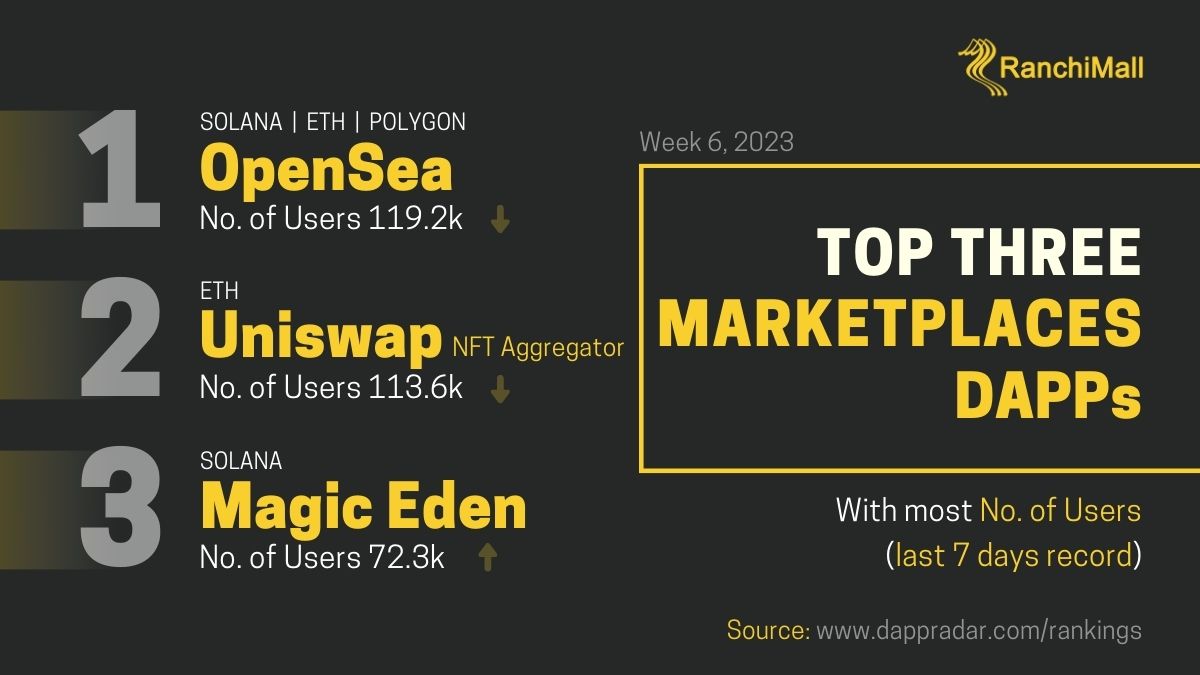 RanchiMall
1
SOLANA | ETH | POLYGON
OpenSea
No. of Users 119.2k
2
ETH
Uniswap NFT Aggregator
No. of Users 113.6k
3
SOLANA
Magic Eden
No. of Users 72.3k
Week 6, 2023
TOP THREE
MARKETPLACES
DAPPs
With most No. of Users
(last 7 days record)
Source: www.dappradar.com/rankings